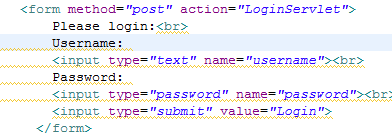 <form method="post" action="LoginServlet">
Please login:<br>
Username:
<input type="text" name="username"><br>
Password:
<input type="password" name="password"><br
<input type="submit" value="Login">
</form>